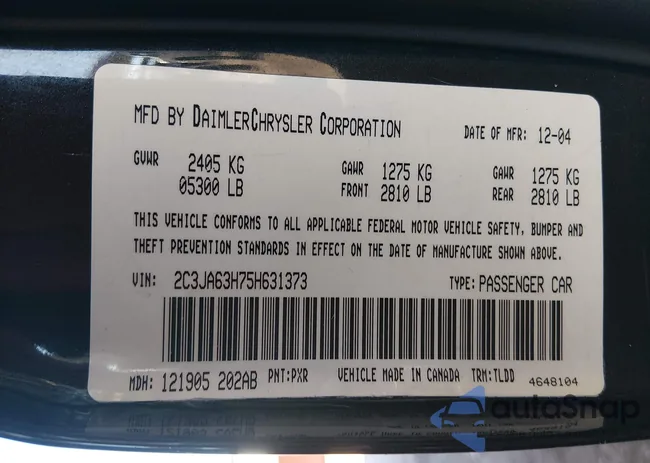 MFD BY DAIMLERCHRYSLER CORPORATION DATE OF MFR: 12-04
GVWR 2405 KG GAWR 1275 KG GAWR 1275 KG
05300 LB FRONT 2810 LB REAR 2810 LB
THIS VEHICLE CONFORMS TO ALL APPLICABLE FEDERAL MOTOR VEHICLE SAFETY, BUMPER AND
THEFT PREVENTION STANDARDS IN EFFECT ON THE DATE OF MANUFACTURE SHOWN ABOVE.
VIN: 2C3JA63H75H631373 TYPE: PASSENGER CAR
MDH: 121905 202AB PNT:PXR VEHICLE MADE IN CANADA TRM:TLDD 4648104
autoSnap